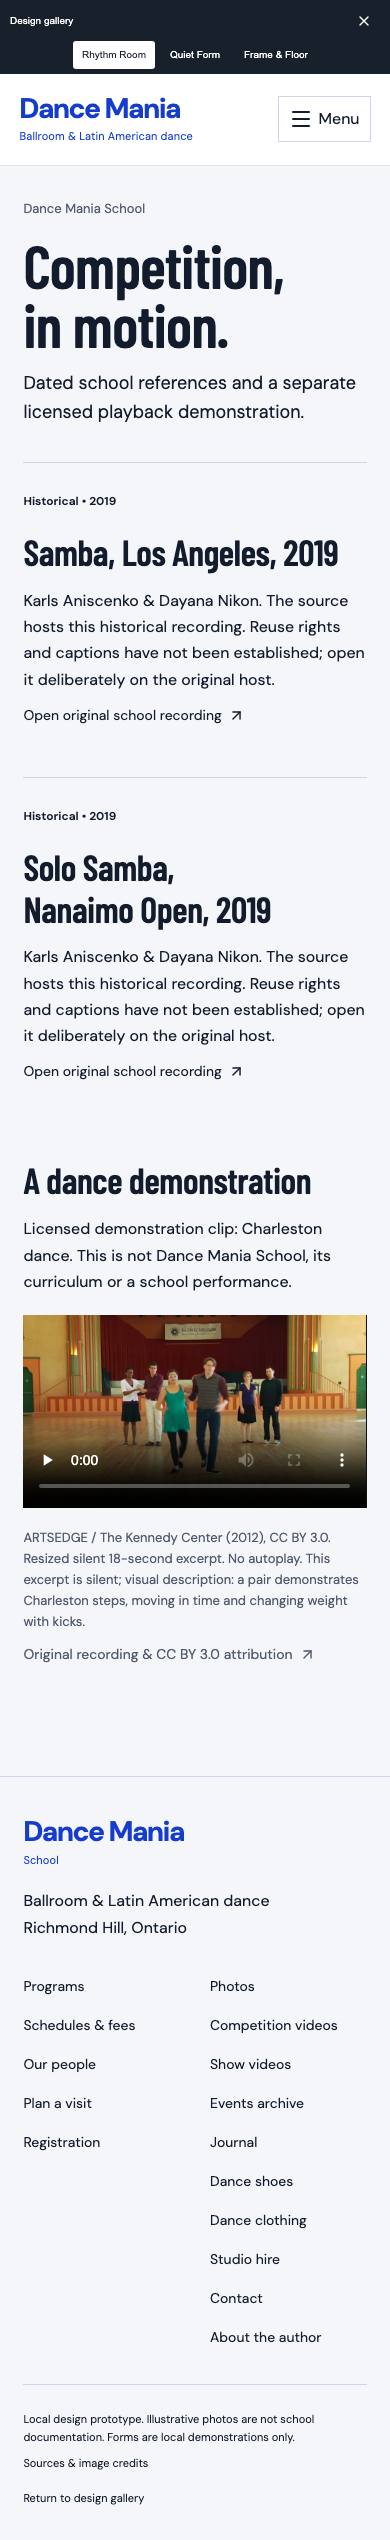 Design gallery
Rhythm Room Quiet Form Frame & Floor
Dance Mania
Ballroom & Latin American dance
Menu
Dance Mania School
Competition,
in motion.
Dated school references and a separate
licensed playback demonstration.
Historical • 2019
Samba, Los Angeles, 2019
Karls Aniscenko & Dayana Nikon. The source
hosts this historical recording. Reuse rights
and captions have not been established; open
it deliberately on the original host.
Open original school recording
Historical • 2019
Solo Samba,
Nanaimo Open, 2019
Karls Aniscenko & Dayana Nikon. The source
hosts this historical recording. Reuse rights
and captions have not been established; open
it deliberately on the original host.
Open original school recording
A dance demonstration
Licensed demonstration clip: Charleston
dance. This is not Dance Mania School, its
curriculum or a school performance.
0:00
ARTSEDGE / The Kennedy Center (2012), CC BY 3.0.
Resized silent 18-second excerpt. No autoplay. This
excerpt is silent; visual description: a pair demonstrates
Charleston steps, moving in time and changing weight
with kicks.
Original recording & CC BY 3.0 attribution
Dance Mania
School
Ballroom & Latin American dance
Richmond Hill, Ontario
Programs
Schedules & fees
Our people
Plan a visit
Registration
Photos
Competition videos
Show videos
Events archive
Journal
Dance shoes
Dance clothing
Studio hire
Contact
About the author
Local design prototype. Illustrative photos are not school
documentation. Forms are local demonstrations only.
Sources & image credits
Return to design gallery